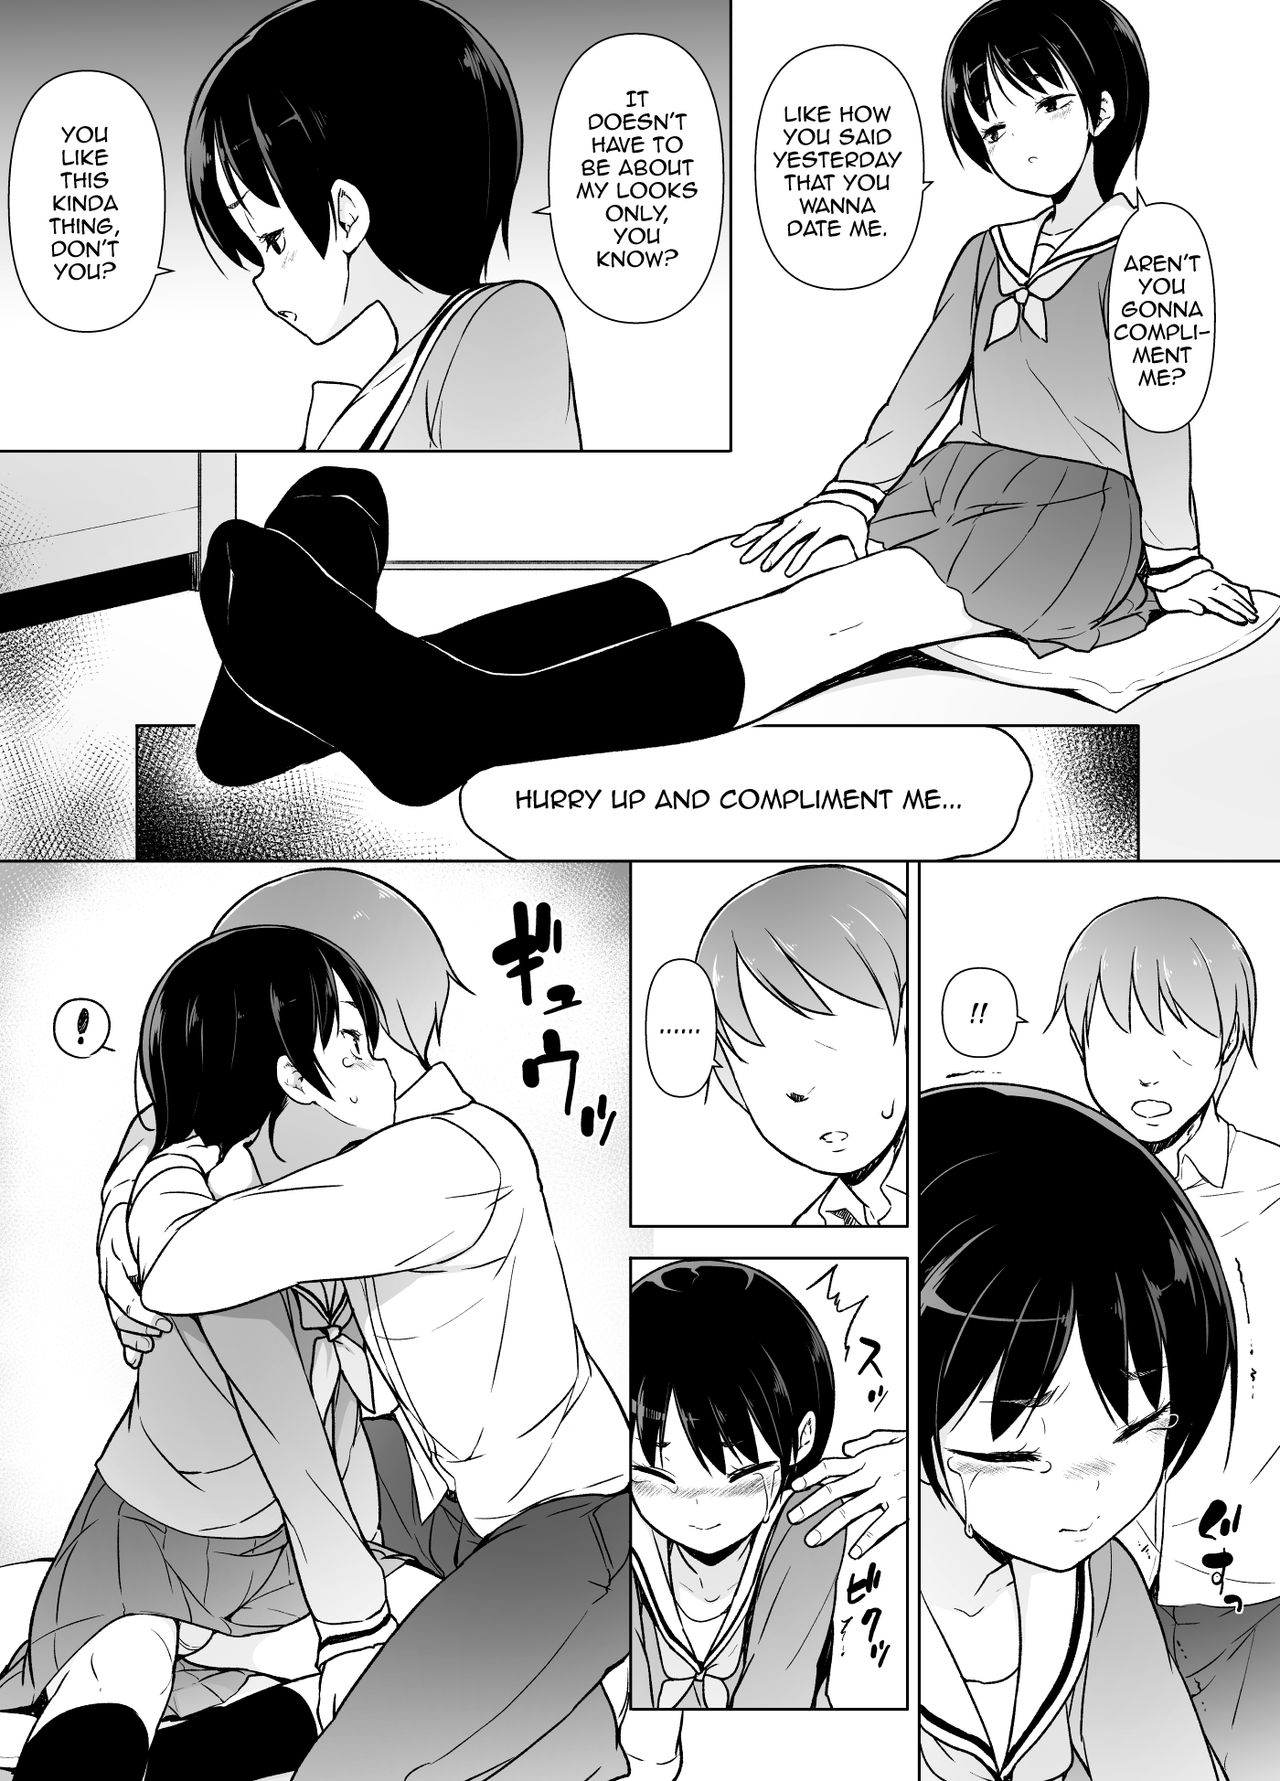 AREN'T
YOU
GONNA
COMPLI-
MENT
ME?
LIKE HOW
YOU SAID
YESTERDAY
THAT YOU
WANNA
DATE ME.
IT
DOESN'T
HAVE TO
BE ABOUT
MY LOOKS
ONLY,
YOU
KNOW?
YOU
LIKE
THIS
KINDA
THING,
DON'T
YOU?
HURRY UP AND COMPLIMENT ME...
!!
ぐすっ
......
スッ
ビクッ
ギュウッ
!